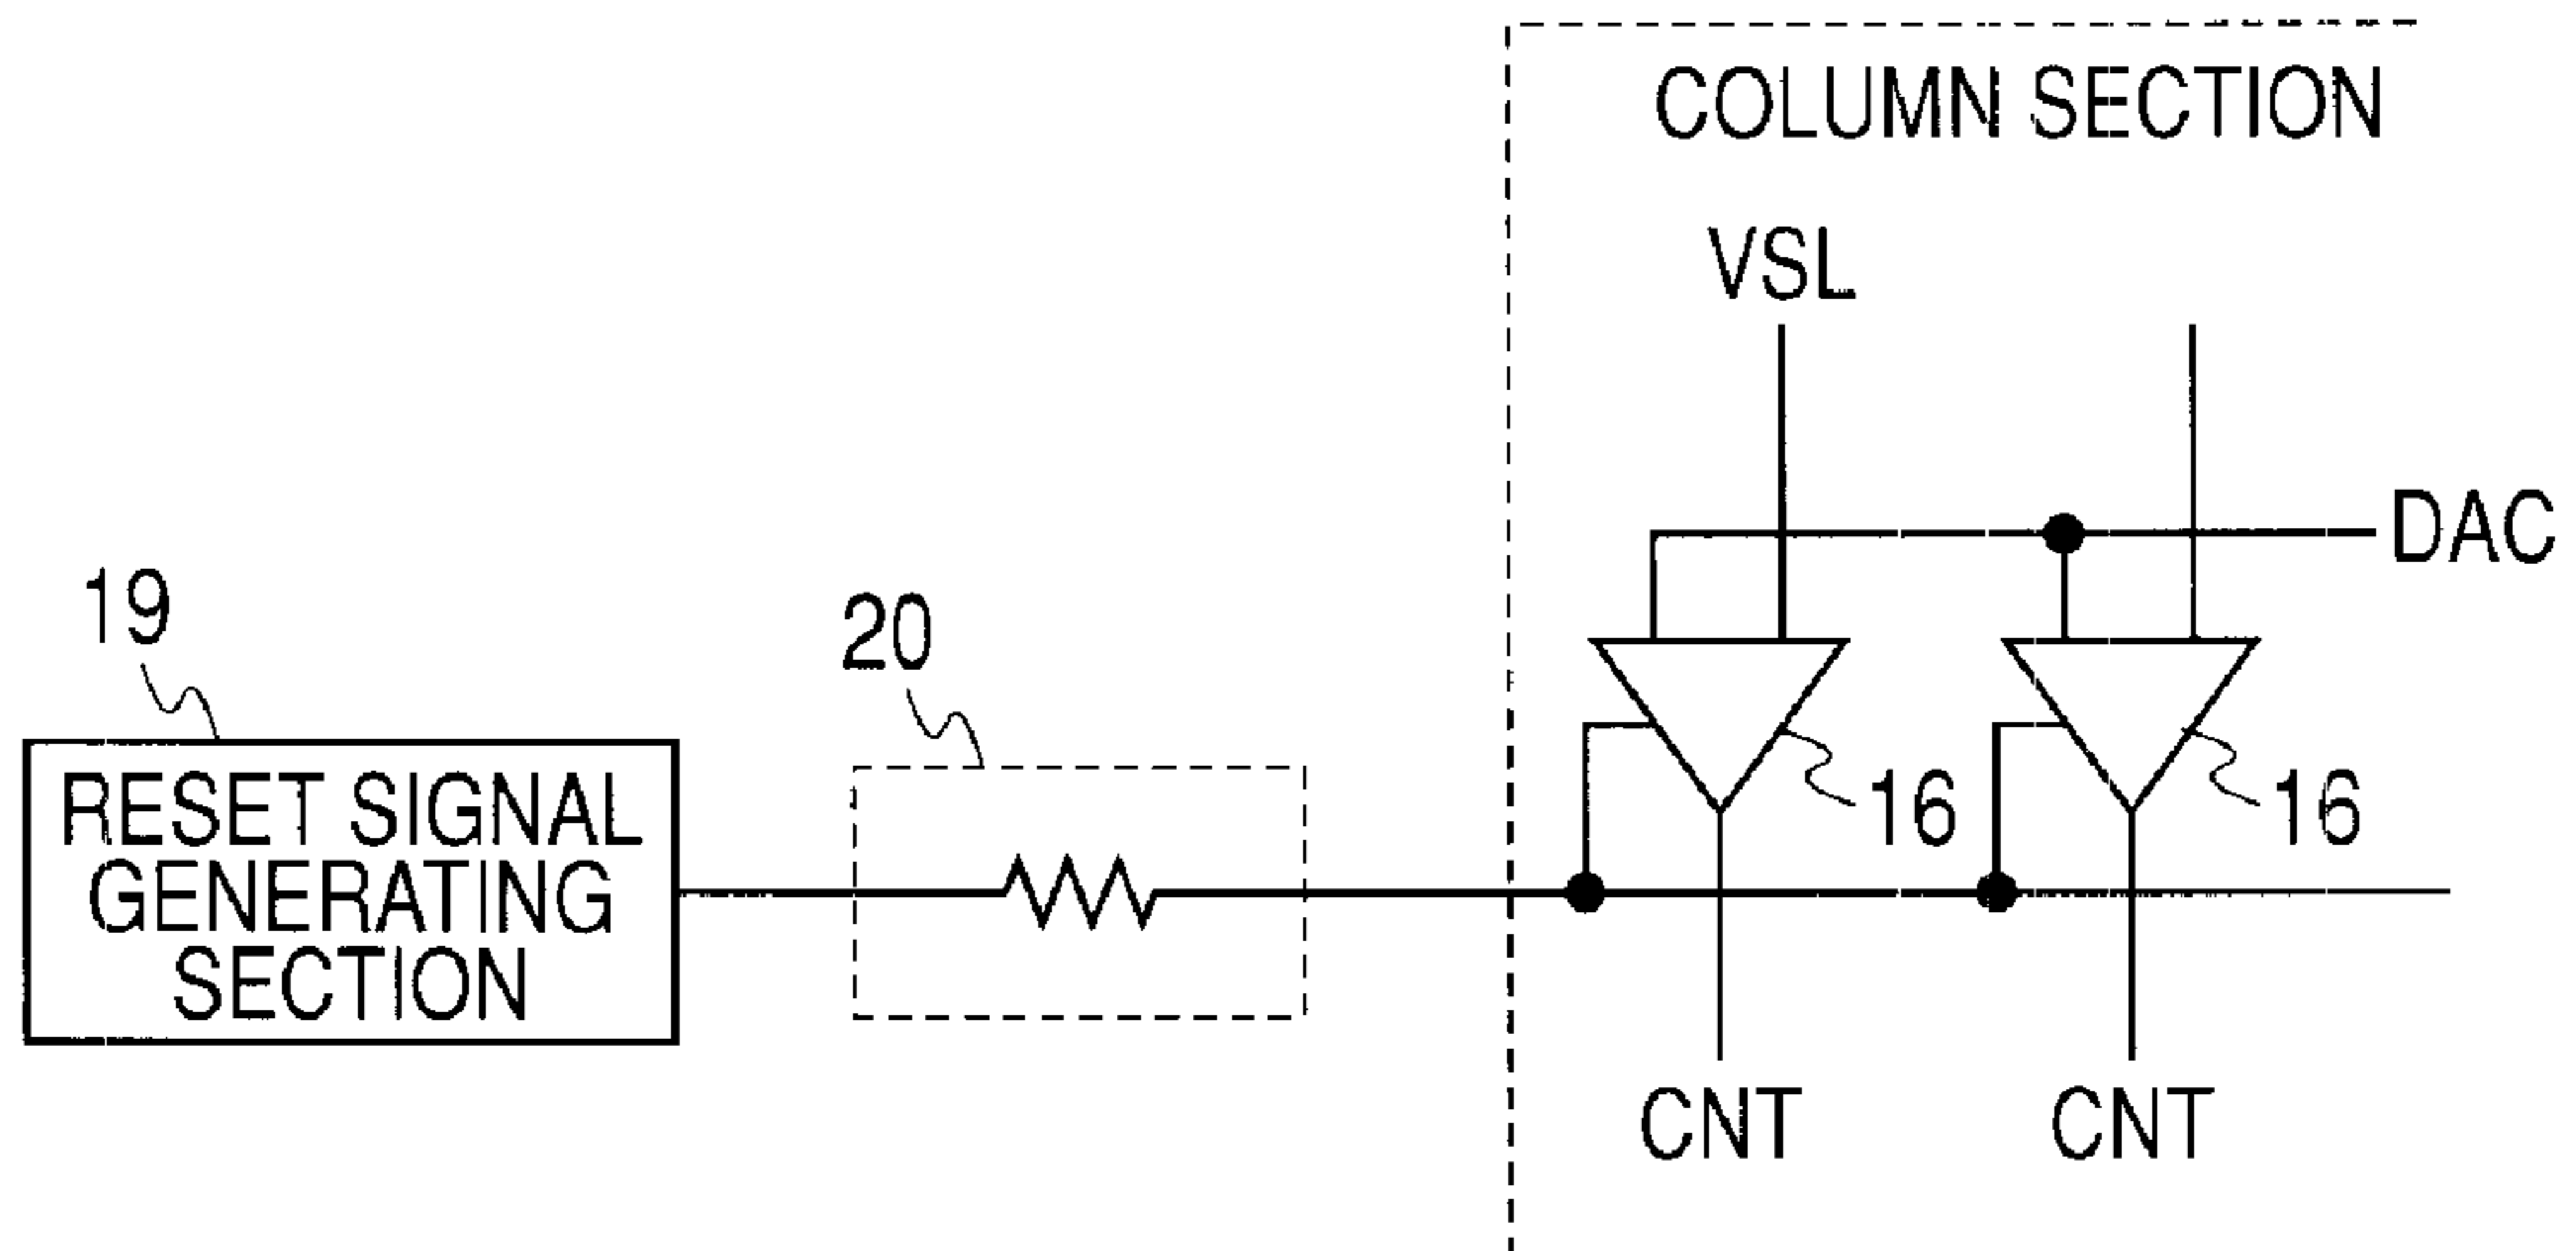 COLUMN SECTION
VSL
DAC
19
20
RESET SIGNAL
GENERATING
SECTION
16
16
CNT
CNT